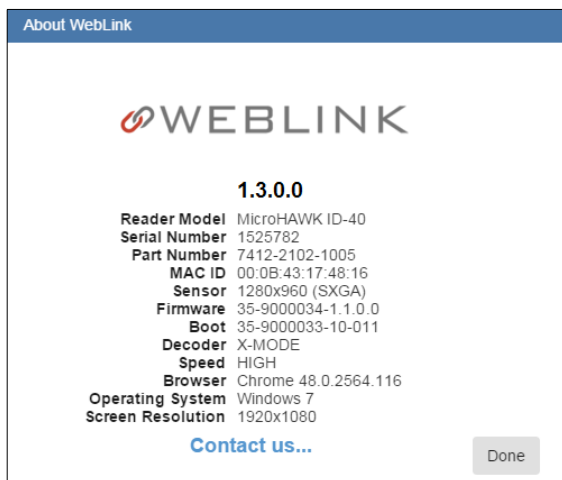 About WebLink
WEBLINK
1.3.0.0
Reader Model MicroHAWK ID-40
Serial Number 1525782
Part Number 7412-2102-1005
MAC ID 00:0B:43:17:48:16
Sensor 1280x960 (SXGA)
Firmware 35-9000034-1.1.0.0
Boot 35-9000033-10-011
Decoder X-MODE
Speed HIGH
Browser Chrome 48.0.2564.116
Operating System Windows 7
Screen Resolution 1920x1080
Contact us...
Done